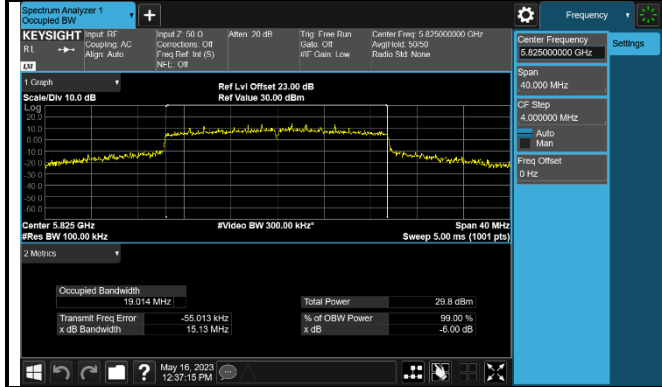 Spectrum Analyzer 1
Occupied BW
+
Frequency
KEYSIGHT
RL
LXI
Input: RF
Coupling: AC
Align: Auto
Input Z: 50 Ω
Corrections: Off
Freq Ref: Int (S)
NFE: Off
Atten: 20 dB
Trig: Free Run
Gate: Off
#IF Gain: Low
Center Freq: 5.825000000 GHz
Avg|Hold: 50/50
Radio Std: None
Center Frequency
5.825000000 GHz
Settings
Span
40.000 MHz
CF Step
4.000000 MHz
Auto
Man
Freq Offset
0 Hz
1 Graph
Scale/Div 10.0 dB
Ref Lvl Offset 23.00 dB
Ref Value 30.00 dBm
Log
20.0
10.0
0.00
-10.0
-20.0
-30.0
-40.0
-50.0
-60.0
Center 5.825 GHz
#Res BW 100.00 kHz
#Video BW 300.00 kHz*
Span 40 MHz
Sweep 5.00 ms (1001 pts)
2 Metrics
Occupied Bandwidth
19.014 MHz
Total Power 29.8 dBm
Transmit Freq Error -55.013 kHz
% of OBW Power 99.00 %
x dB Bandwidth 15.13 MHz
x dB -6.00 dB
?
May 16, 2023
12:37:15 PM